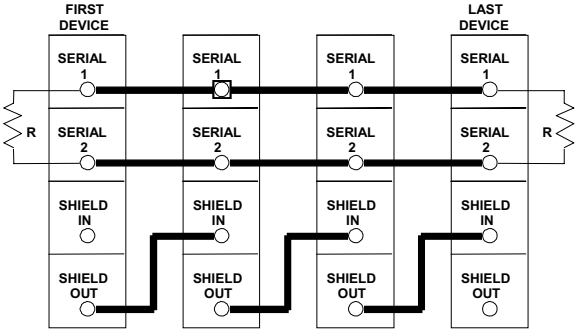 FIRST
DEVICE
LAST
DEVICE
SERIAL
1
SERIAL
1
SERIAL
1
SERIAL
1
R
SERIAL
2
SERIAL
2
SERIAL
2
SERIAL
2
R
SHIELD
IN
SHIELD
IN
SHIELD
IN
SHIELD
IN
SHIELD
OUT
SHIELD
OUT
SHIELD
OUT
SHIELD
OUT